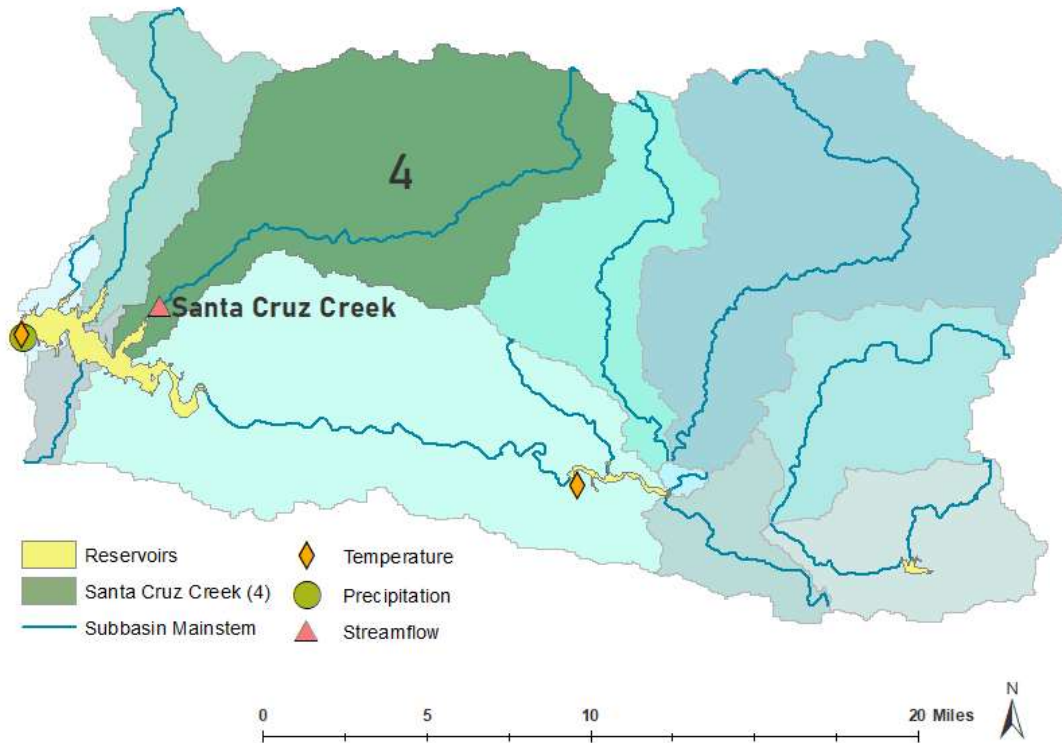 4
Santa Cruz Creek
Reservoirs
Santa Cruz Creek (4)
Subbasin Mainstem
Temperature
Precipitation
Streamflow
0 5 10 20 Miles
N